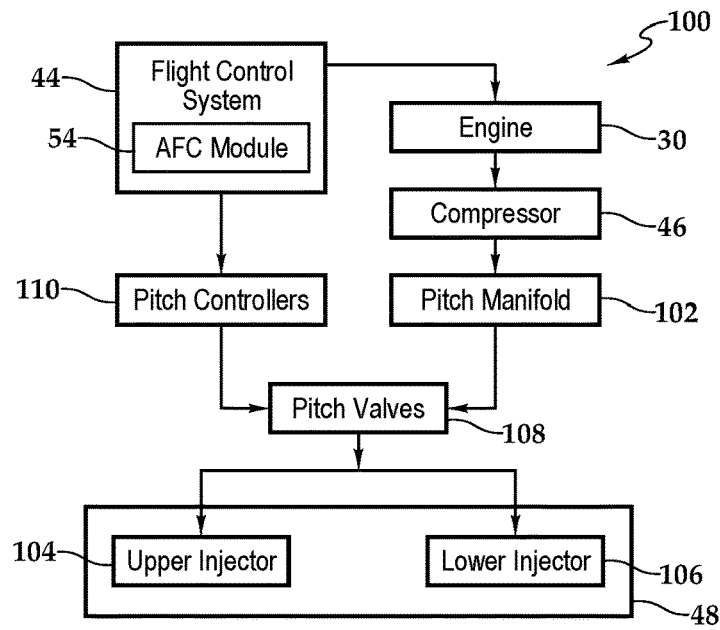 100
44
Flight Control
System
54
AFC Module
Engine
30
Compressor
46
110
Pitch Controllers
Pitch Manifold
102
Pitch Valves
108
104
Upper Injector
Lower Injector
106
48